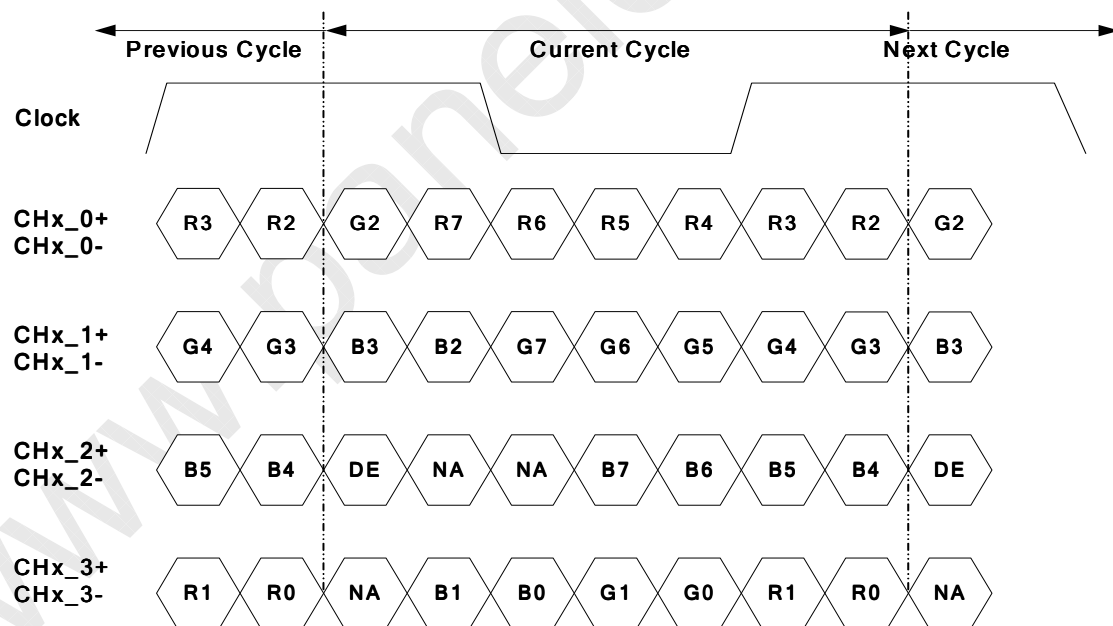 Previous Cycle Current Cycle Next Cycle
Clock
CHx_0+
CHx_0-
R3 R2 G2 R7 R6 R5 R4 R3 R2 G2
CHx_1+
CHx_1-
G4 G3 B3 B2 G7 G6 G5 G4 G3 B3
CHx_2+
CHx_2-
B5 B4 DE NA NA B7 B6 B5 B4 DE
CHx_3+
CHx_3-
R1 R0 NA B1 B0 G1 G0 R1 R0 NA